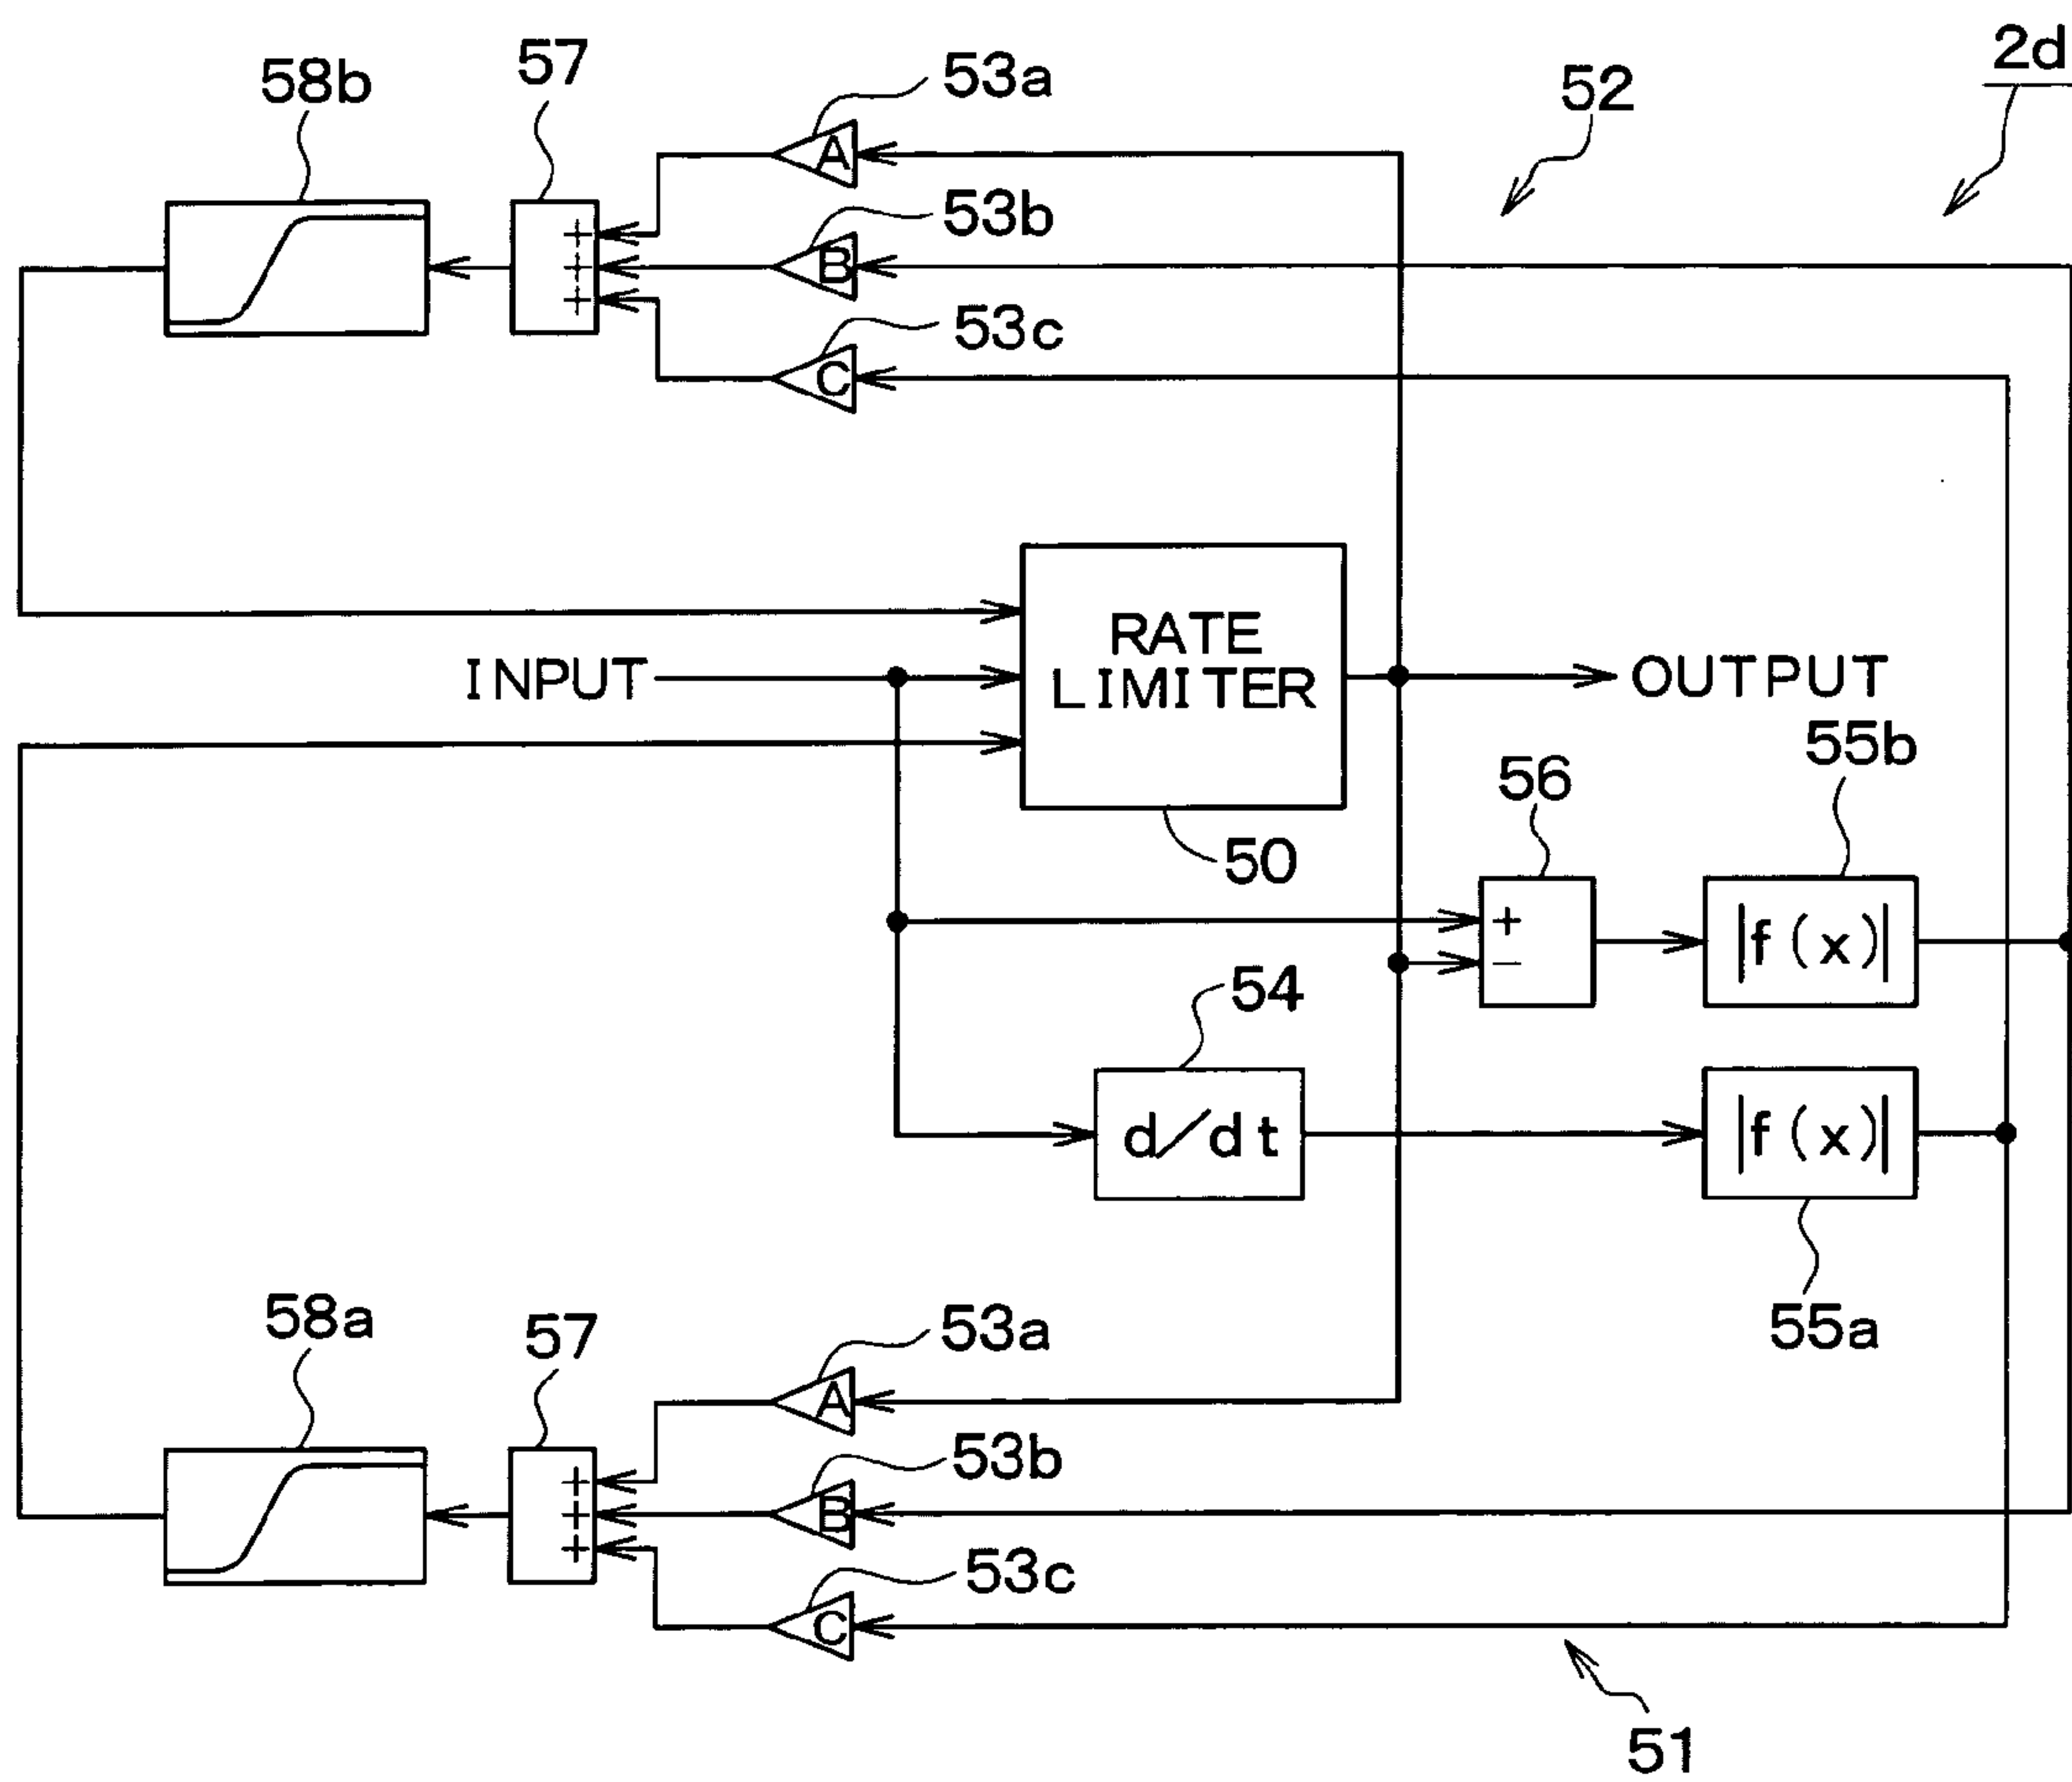 2d
57
53a
52
58b
A
53b
+
+
+
B
53c
C
RATE
LIMITER
INPUT
OUTPUT
55b
56
50
+
−
|f(x)|
54
d/dt
|f(x)|
58a
57
53a
55a
A
53b
+
+
+
B
53c
C
51